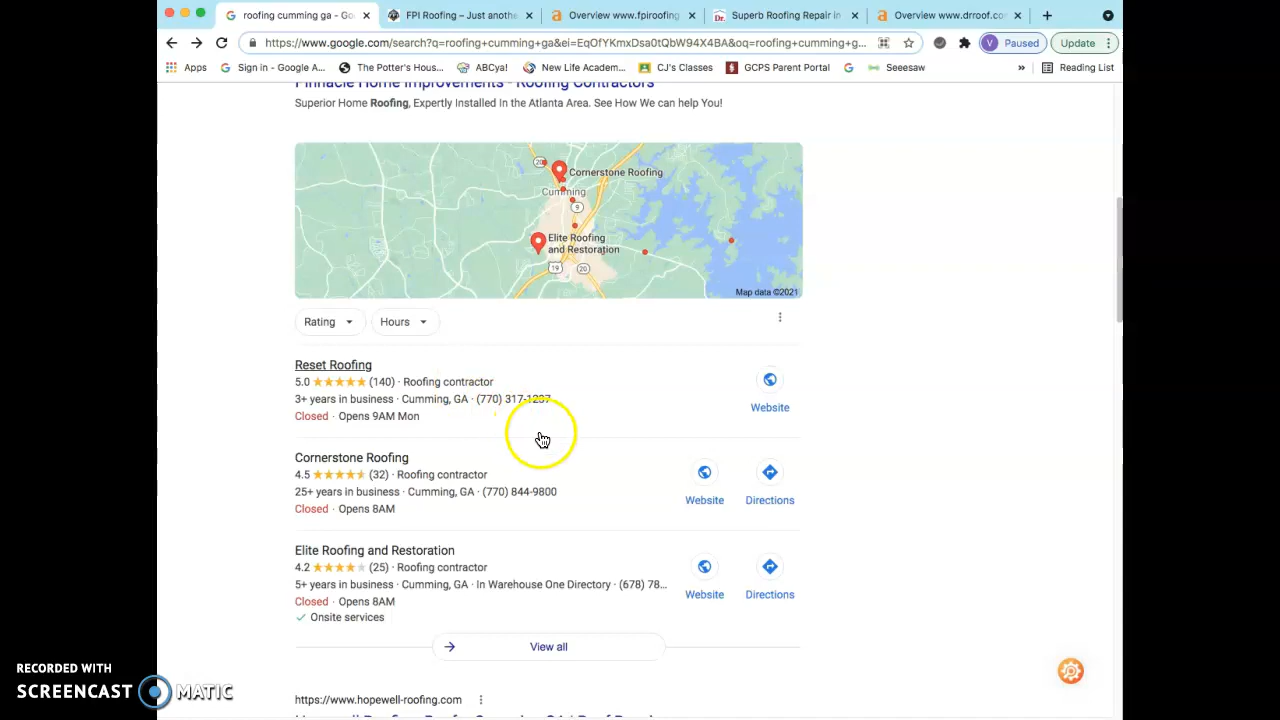 roofing cumming ga - Go
FPI Roofing – Just anothe
Overview www.fpiroofing
Dr. Superb Roofing Repair in
Overview www.drroof.co
https://www.google.com/search?q=roofing+cumming+ga&ei=EqOfYKmxDsa0tQbW94X4BA&oq=roofing+cumming+g...
V Paused
Update
Apps
Sign in - Google A...
The Potter's Hous...
ABCya!
New Life Academ...
CJ's Classes
GCPS Parent Portal
Seeesaw
»
Reading List
Pinnacle Home Improvements - Roofing Contractors
Superior Home Roofing, Expertly Installed In the Atlanta Area. See How We can help You!
20
Cornerstone Roofing
Cumming
9
Elite Roofing
and Restoration
19
20
Map data ©2021
Rating
Hours
Reset Roofing
5.0 ★★★★★ (140) · Roofing contractor
3+ years in business · Cumming, GA · (770) 317-1237
Closed · Opens 9AM Mon
Website
Cornerstone Roofing
4.5 (32) · Roofing contractor
25+ years in business · Cumming, GA · (770) 844-9800
Closed · Opens 8AM
Website
Directions
Elite Roofing and Restoration
4.2 (25) · Roofing contractor
5+ years in business · Cumming, GA · In Warehouse One Directory · (678) 78...
Closed · Opens 8AM
✓ Onsite services
Website
Directions
→ View all
https://www.hopewell-roofing.com
RECORDED WITH
SCREENCAST MATIC